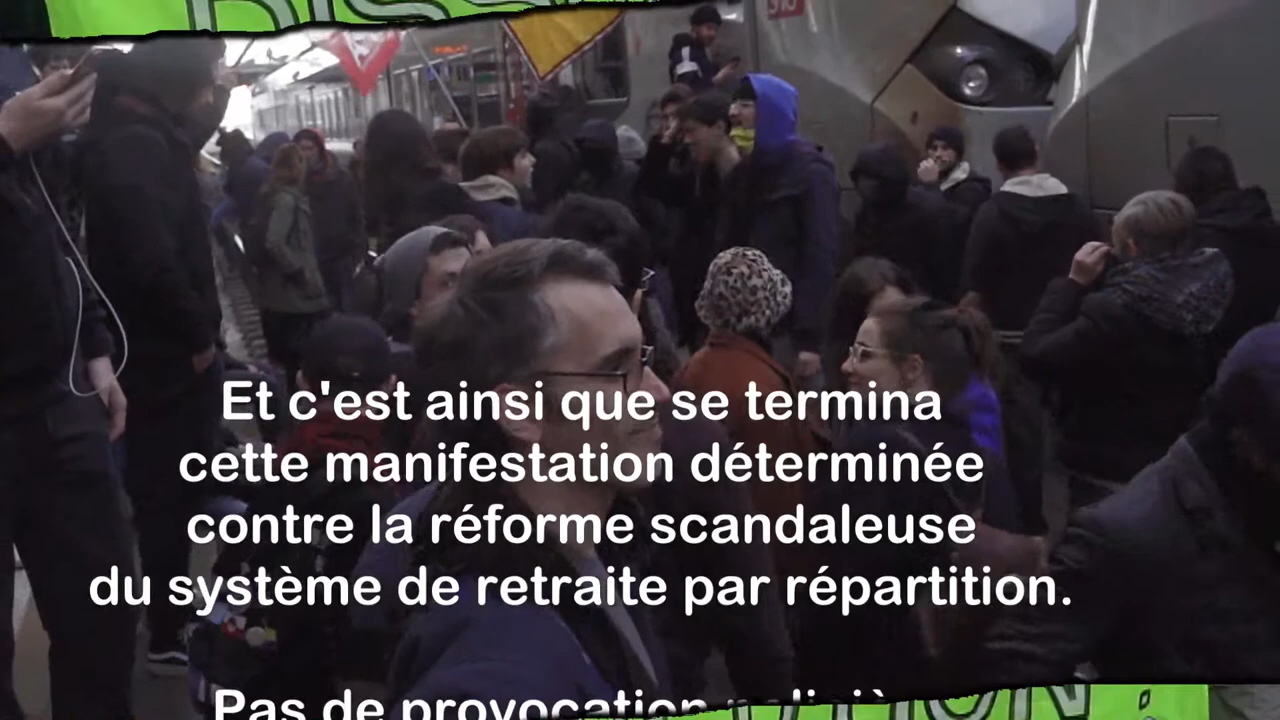 Et c'est ainsi que se termina
cette manifestation déterminée
contre la réforme scandaleuse
du système de retraite par répartition.
Pas de provocation